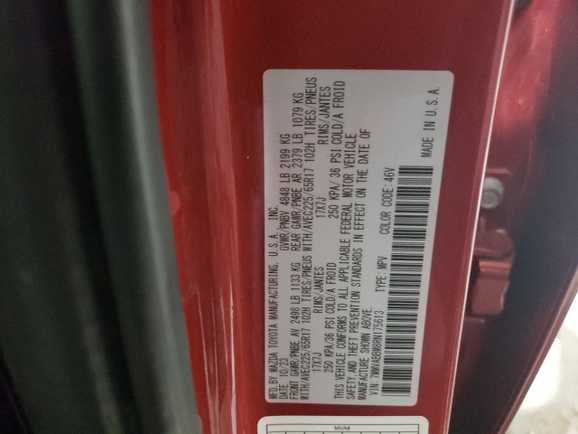 MFD. BY MAZDA TOYOTA MANUFACTURING, U.S.A. INC.
10/23 GVWR/PNBV 4848 LB 2199 KG
FRONT GAWR/PNBE AV 2498 LB 1133 KG REAR GAWR/PNBE AR 2379 LB 1079 KG
WITH/AVEC225/65R17 102H TIRES/PNEUS WITH/AVEC225/65R17 102H TIRES/PNEUS
17X7J RIMS/JANTES 17X7J RIMS/JANTES
250 KPA/ 36 PSI COLD/A FROID 250 KPA/ 36 PSI COLD/A FROID
THIS VEHICLE CONFORMS TO ALL APPLICABLE FEDERAL MOTOR VEHICLE
SAFETY AND THEFT PREVENTION STANDARDS IN EFFECT ON THE DATE OF
MANUFACTURE SHOWN ABOVE.
VIN: TYPE: MPV COLOR CODE: 46V
MADE IN U.S.A.